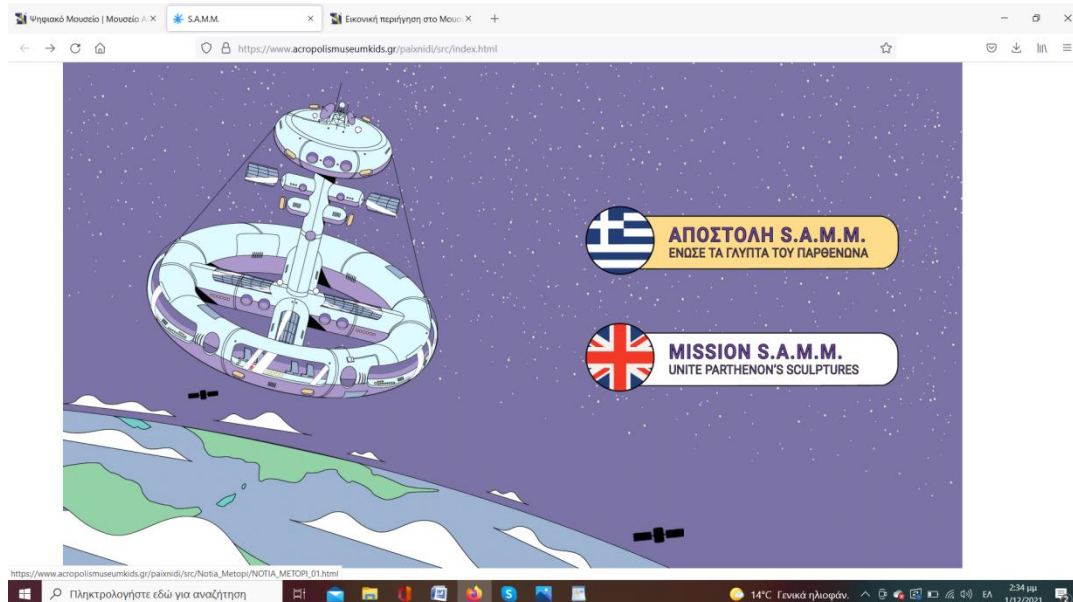 Ψηφιακό Μουσείο | Μουσείο Α
S.A.M.M.
Εικονική περιήγηση στο Μουσ
https://www.acropolismuseumkids.gr/paixnidi/src/index.html
ΑΠΟΣΤΟΛΗ S.A.M.M.
ΕΝΩΣΕ ΤΑ ΓΛΥΠΤΑ ΤΟΥ ΠΑΡΘΕΝΩΝΑ
MISSION S.A.M.M.
UNITE PARTHENON'S SCULPTURES
https://www.acropolismuseumkids.gr/paixnidi/src/Notia_Metopi/NOTIA_METOPI_01.html
Πληκτρολογήστε εδώ για αναζήτηση
14°C Γενικά ηλιοφάν.
ΕΛ
2:34 μμ
1/12/2021